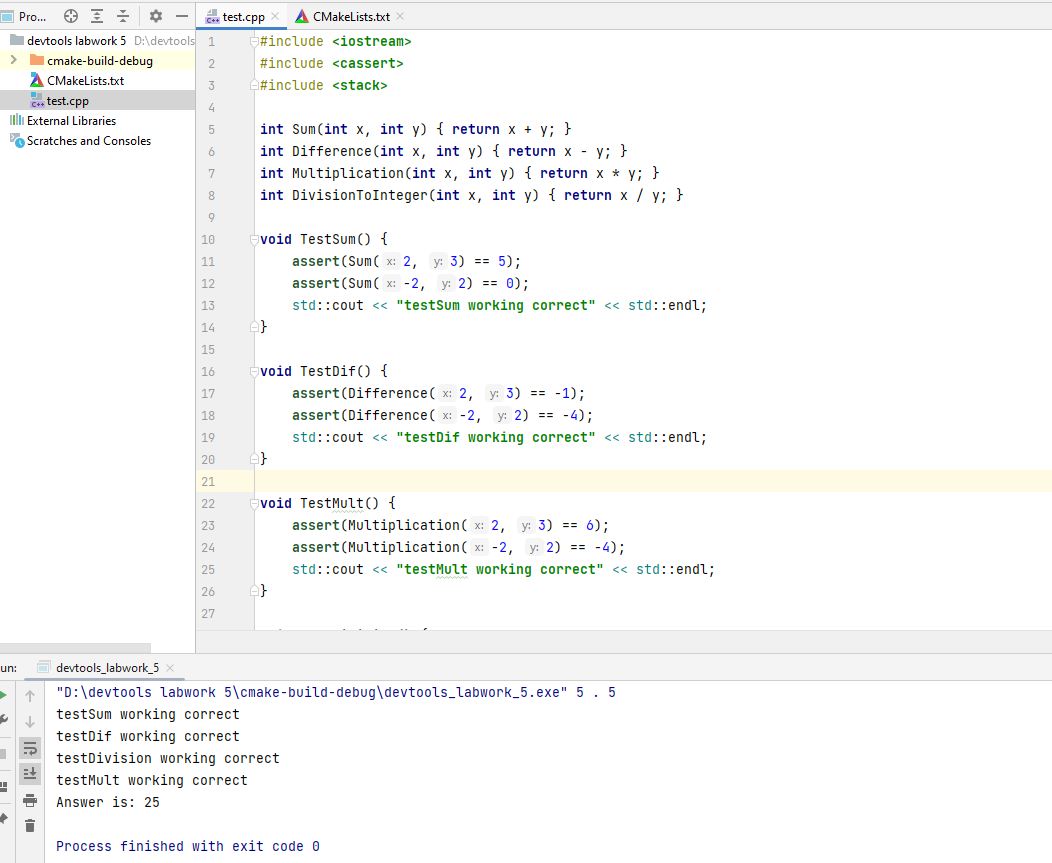 Pro...
test.cpp
CMakeLists.txt
devtools labwork 5 D:\devtools
cmake-build-debug
CMakeLists.txt
test.cpp
External Libraries
Scratches and Consoles
1 #include <iostream>
2 #include <cassert>
3 #include <stack>
4
5 int Sum(int x, int y) { return x + y; }
6 int Difference(int x, int y) { return x - y; }
7 int Multiplication(int x, int y) { return x * y; }
8 int DivisionToInteger(int x, int y) { return x / y; }
9
10 void TestSum() {
11 assert(Sum( x: 2, y: 3) == 5);
12 assert(Sum( x: -2, y: 2) == 0);
13 std::cout << "testSum working correct" << std::endl;
14 }
15
16 void TestDif() {
17 assert(Difference( x: 2, y: 3) == -1);
18 assert(Difference( x: -2, y: 2) == -4);
19 std::cout << "testDif working correct" << std::endl;
20 }
21
22 void TestMult() {
23 assert(Multiplication( x: 2, y: 3) == 6);
24 assert(Multiplication( x: -2, y: 2) == -4);
25 std::cout << "testMult working correct" << std::endl;
26 }
27
un:
devtools_labwork_5
"D:\devtools labwork 5\cmake-build-debug\devtools_labwork_5.exe" 5 . 5
testSum working correct
testDif working correct
testDivision working correct
testMult working correct
Answer is: 25
Process finished with exit code 0